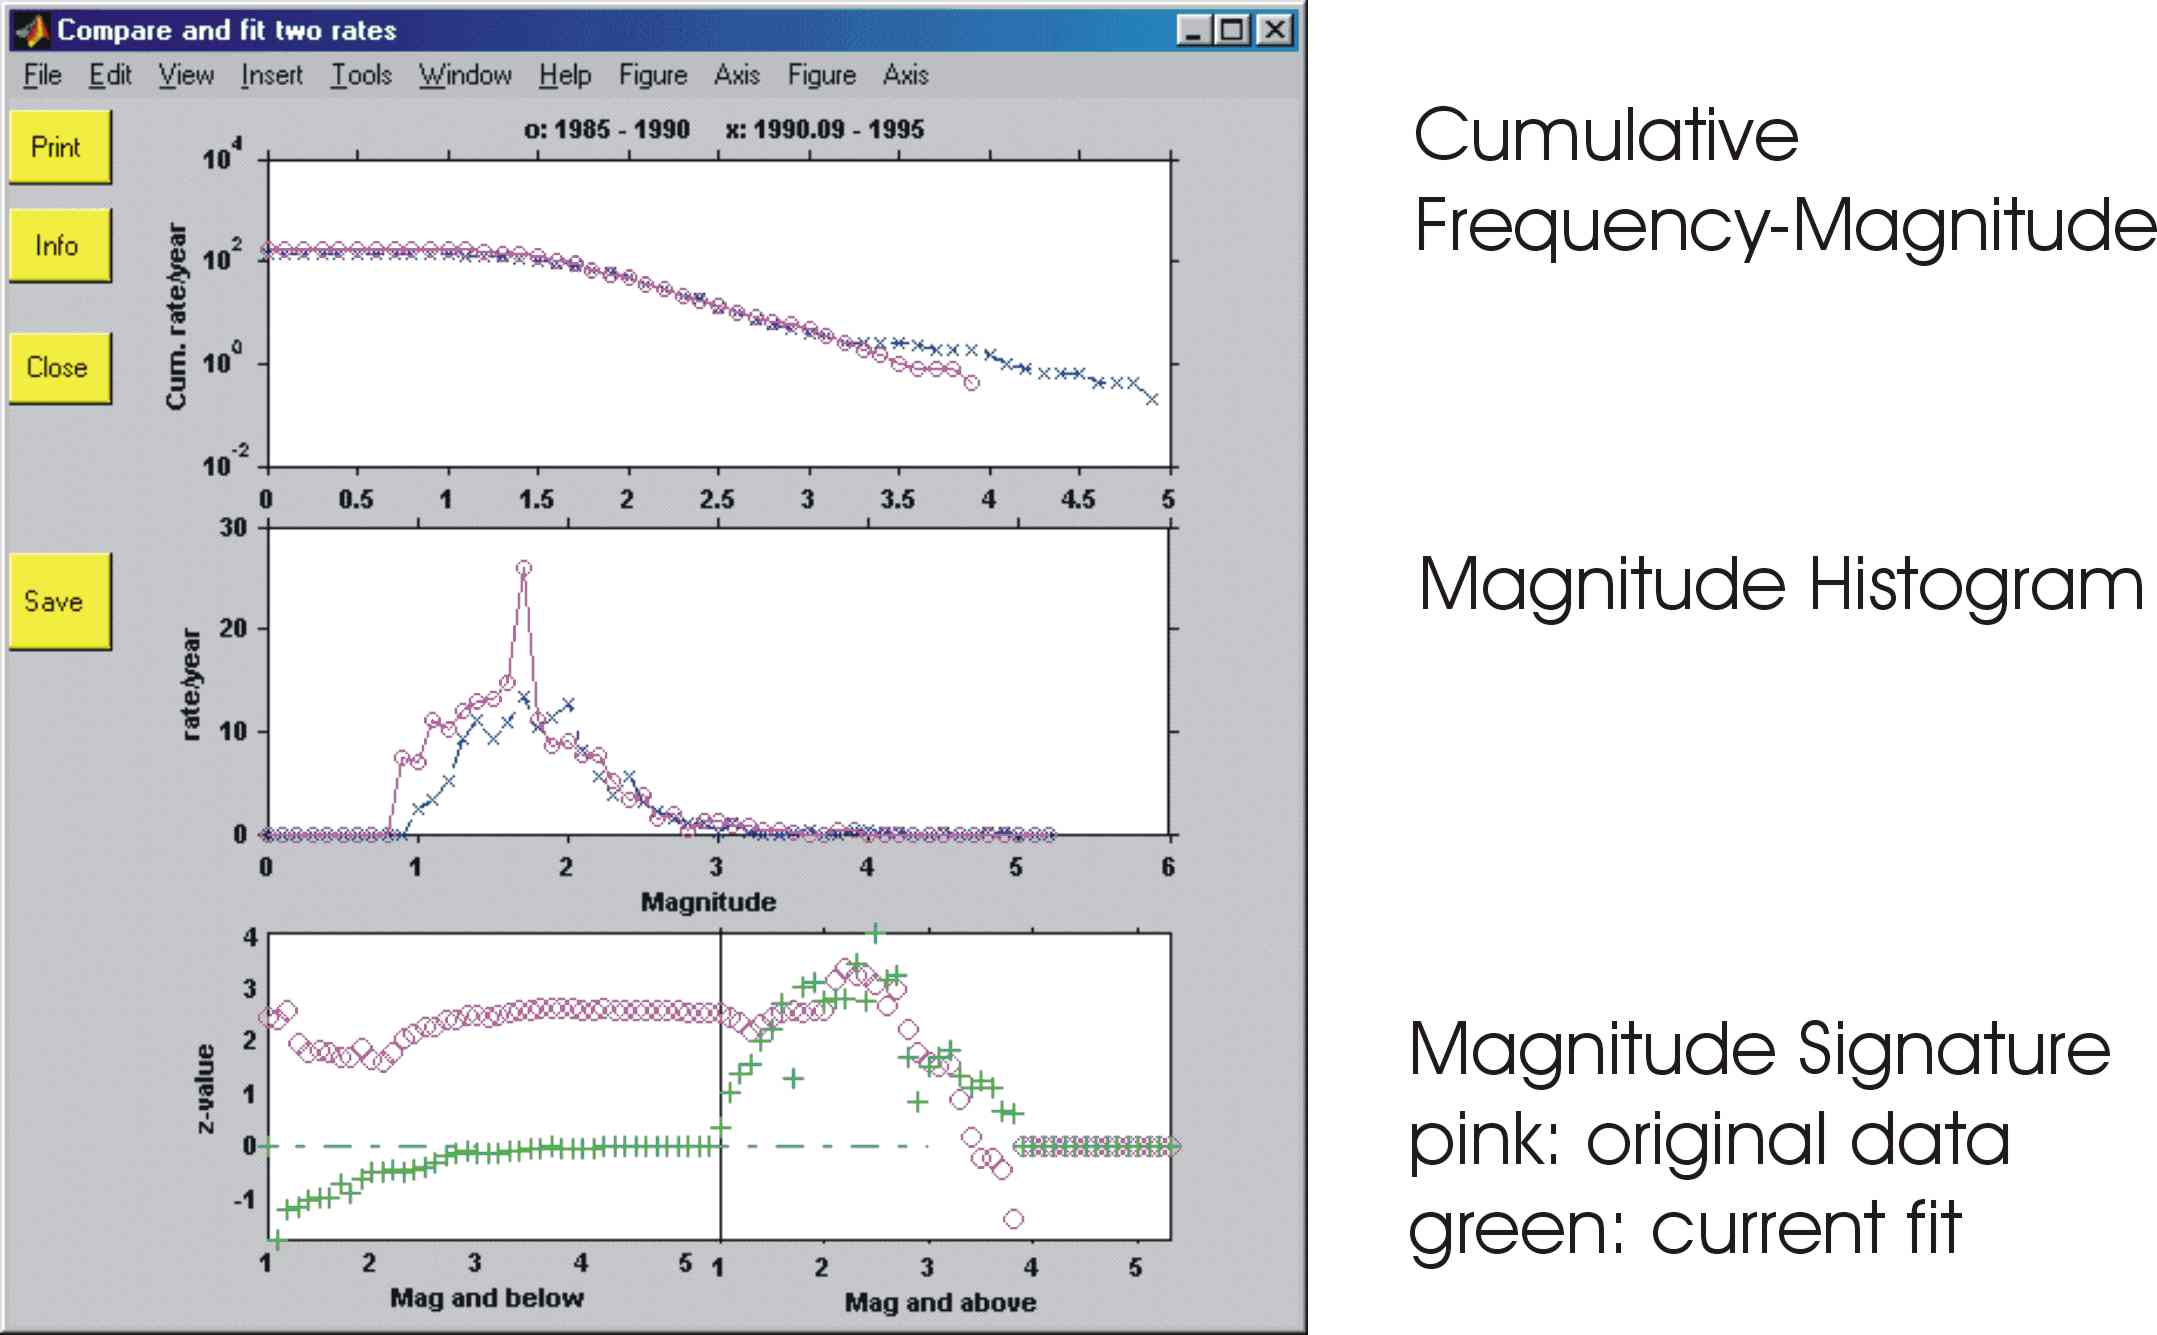 Compare and fit two rates
File Edit View Insert Tools Window Help Figure Axis Figure Axis
Print
Info
Close
Save
o: 1985 - 1990 x: 1990.09 - 1995
Cum. rate/year
10^4
10^2
10^0
10^-2
0 0.5 1 1.5 2 2.5 3 3.5 4 4.5 5
Cumulative
Frequency-Magnitude
rate/year
30
20
10
0
0 1 2 3 4 5 6
Magnitude
Magnitude Histogram
z-value
4
3
2
1
0
-1
1 2 3 4 5 1 2 3 4 5
Mag and below Mag and above
Magnitude Signature
pink: original data
green: current fit